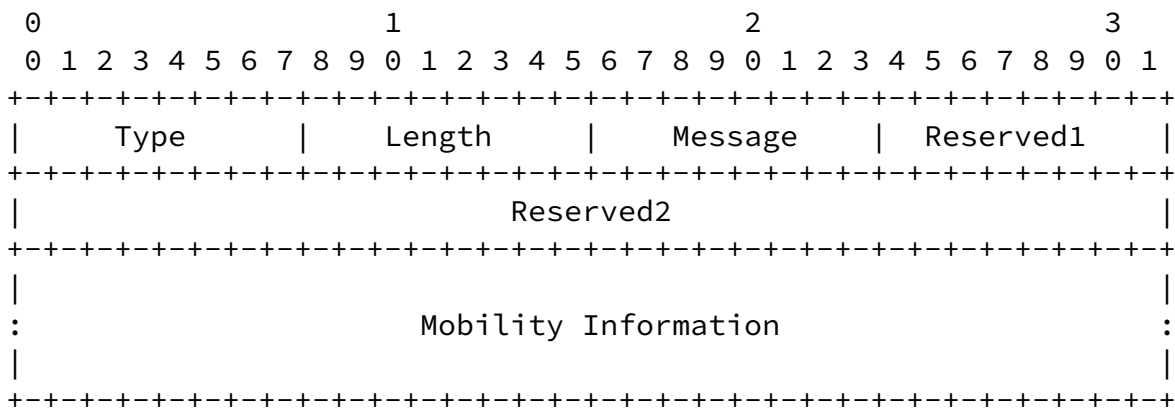 0                   1                   2                   3
 0 1 2 3 4 5 6 7 8 9 0 1 2 3 4 5 6 7 8 9 0 1 2 3 4 5 6 7 8 9 0 1
+-+-+-+-+-+-+-+-+-+-+-+-+-+-+-+-+-+-+-+-+-+-+-+-+-+-+-+-+-+-+-+-+
|     Type      |    Length     |    Message    |  Reserved1    |
+-+-+-+-+-+-+-+-+-+-+-+-+-+-+-+-+-+-+-+-+-+-+-+-+-+-+-+-+-+-+-+-+
|                           Reserved2                           |
+-+-+-+-+-+-+-+-+-+-+-+-+-+-+-+-+-+-+-+-+-+-+-+-+-+-+-+-+-+-+-+-+
|                                                               |
:                      Mobility Information                     :
|                                                               |
+-+-+-+-+-+-+-+-+-+-+-+-+-+-+-+-+-+-+-+-+-+-+-+-+-+-+-+-+-+-+-+-+